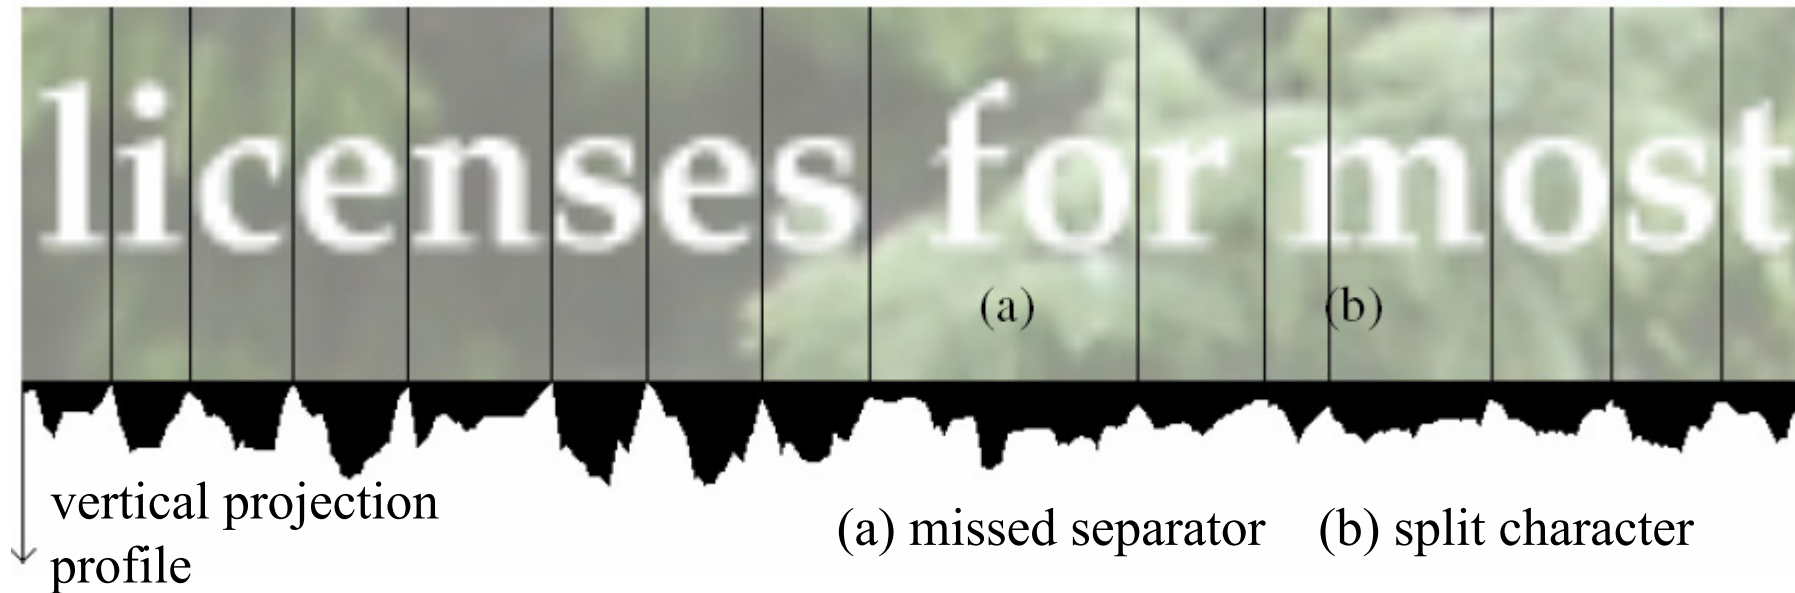 licenses for most
(a) (b)
vertical projection (a) missed separator (b) split character
profile